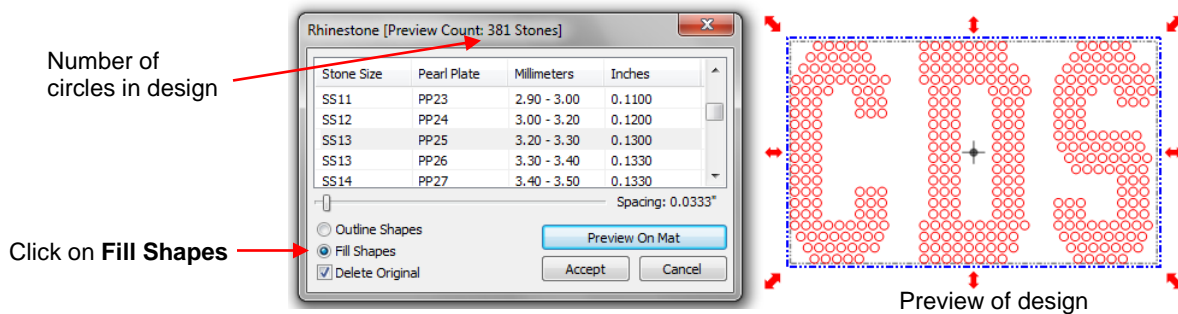 Number of
circles in design
Click on Fill Shapes
Rhinestone [Preview Count: 381 Stones]
Stone Size Pearl Plate Millimeters Inches
SS11 PP23 2.90 - 3.00 0.1100
SS12 PP24 3.00 - 3.20 0.1200
SS13 PP25 3.20 - 3.30 0.1300
SS13 PP26 3.30 - 3.40 0.1330
SS14 PP27 3.40 - 3.50 0.1330
Spacing: 0.0333"
Outline Shapes
Fill Shapes
Preview On Mat
Delete Original
Accept Cancel
CDS
Preview of design